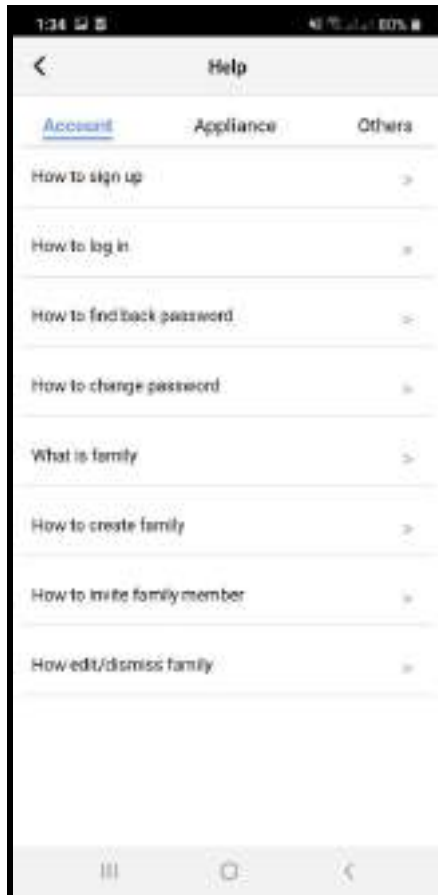 1:34 80%
Help
Account Appliance Others
How to sign up
How to log in
How to find back password
How to change password
What is family
How to create family
How to invite family member
How edit/dismiss family